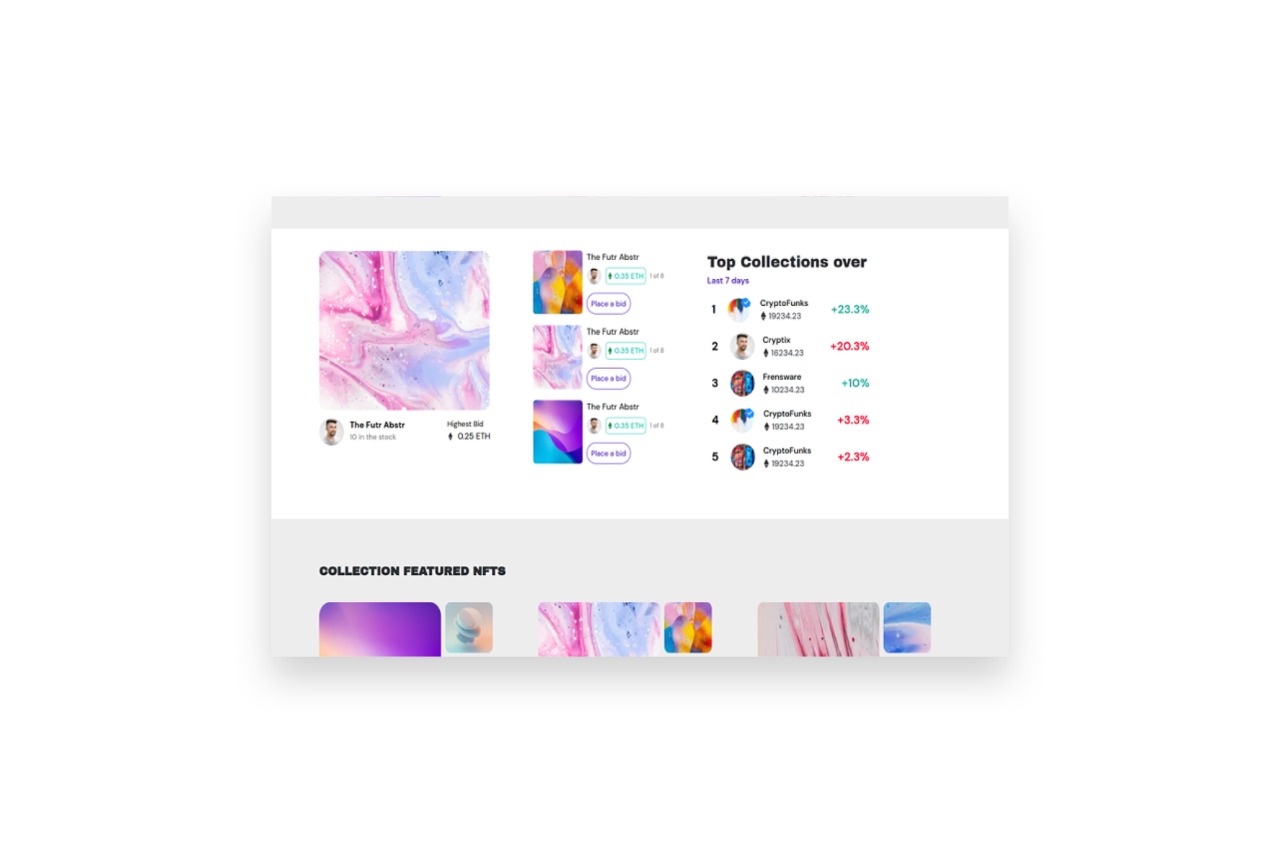 The Futr Abstr
10 in the stock
Highest Bid
0.25 ETH
The Futr Abstr
0.35 ETH 1 of 8
Place a bid
The Futr Abstr
0.35 ETH 1 of 8
Place a bid
The Futr Abstr
0.35 ETH 1 of 8
Place a bid
Top Collections over
Last 7 days
1 CryptoFunks +23.3%
19234.23
2 Cryptix +20.3%
16234.23
3 Frensware +10%
10234.23
4 CryptoFunks +3.3%
19234.23
5 CryptoFunks +2.3%
19234.23
COLLECTION FEATURED NFTS